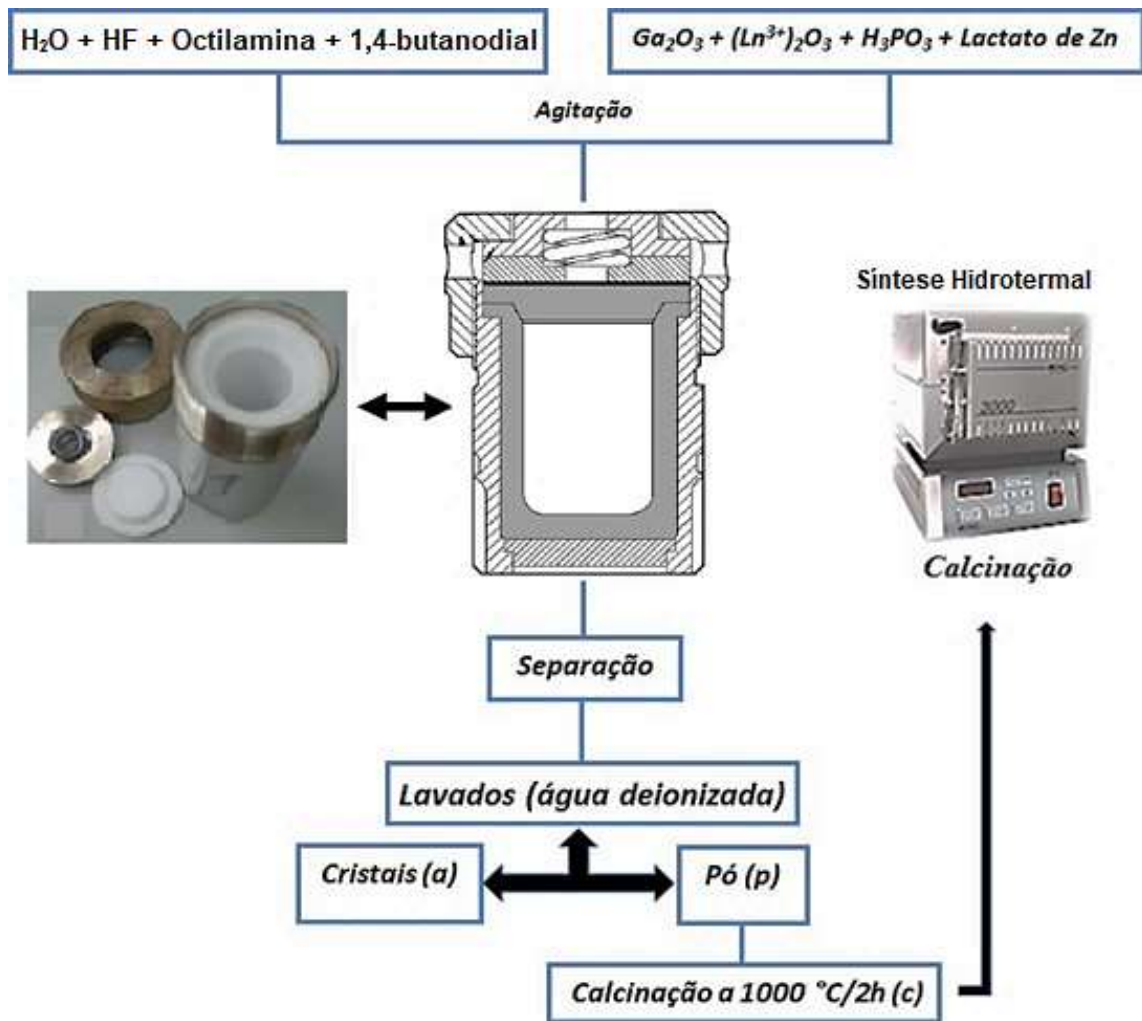 H₂O + HF + Octilamina + 1,4-butanodial
Ga₂O₃ + (Ln³⁺)₂O₃ + H₃PO₃ + Lactato de Zn
Agitação
Síntese Hidrotermal
3000
Calcinação
Separação
Lavados (água deionizada)
Cristais (a)
Pó (p)
Calcinação a 1000 °C/2h (c)